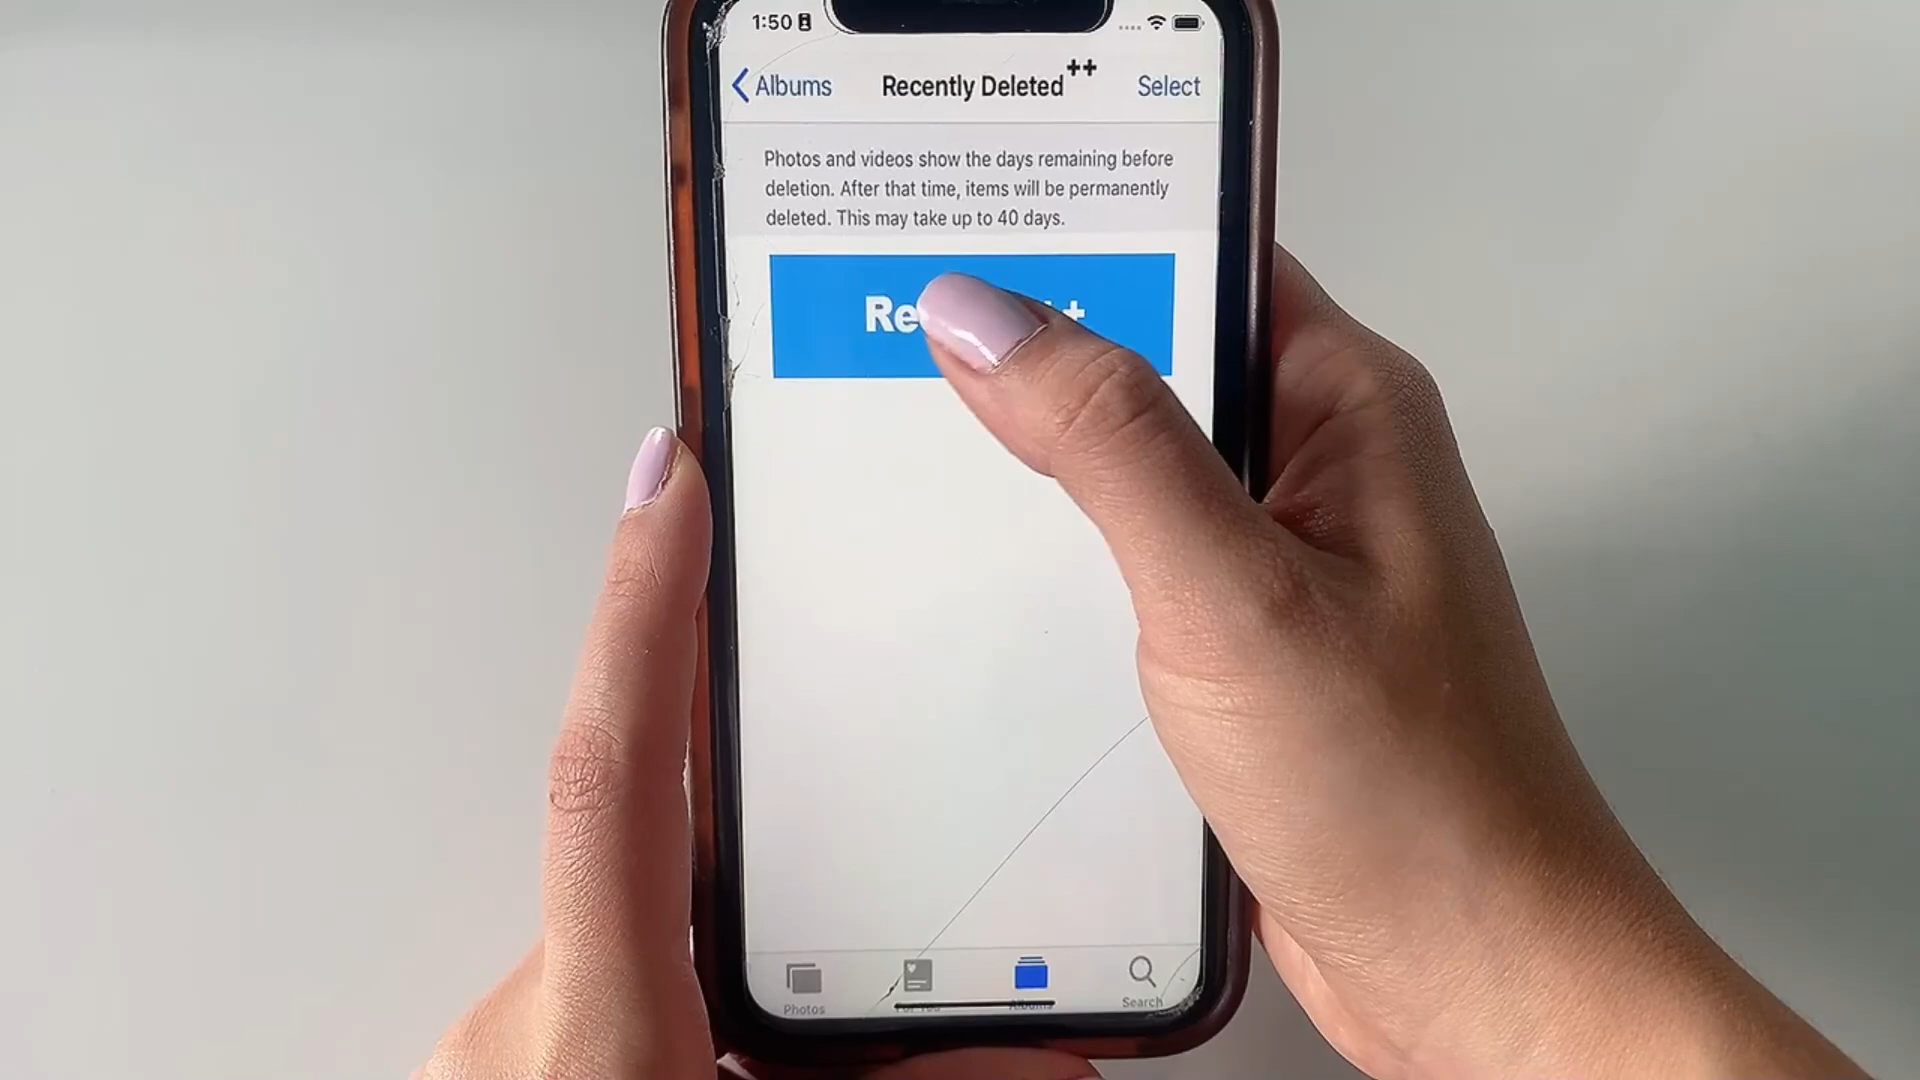 1:50
Albums Recently Deleted++ Select
Photos and videos show the days remaining before
deletion. After that time, items will be permanently
deleted. This may take up to 40 days.
Photos For You Albums Search